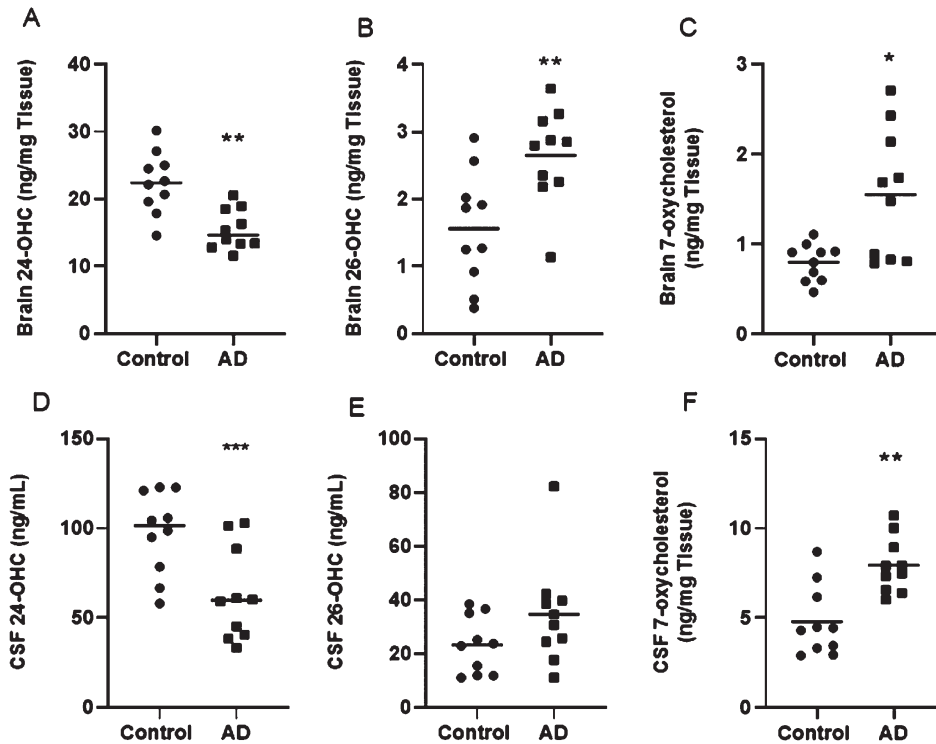 A
Brain 24-OHC (ng/mg Tissue)
40
30
20
10
0
**
Control AD
B
Brain 26-OHC (ng/mg Tissue)
4
3
2
1
0
**
Control AD
C
Brain 7-oxycholesterol
(ng/mg Tissue)
3
2
1
0
*
Control AD
D
CSF 24-OHC (ng/mL)
150
100
50
0
***
Control AD
E
CSF 26-OHC (ng/mL)
100
80
60
40
20
0
Control AD
F
CSF 7-oxycholesterol
(ng/mg Tissue)
15
10
5
0
**
Control AD